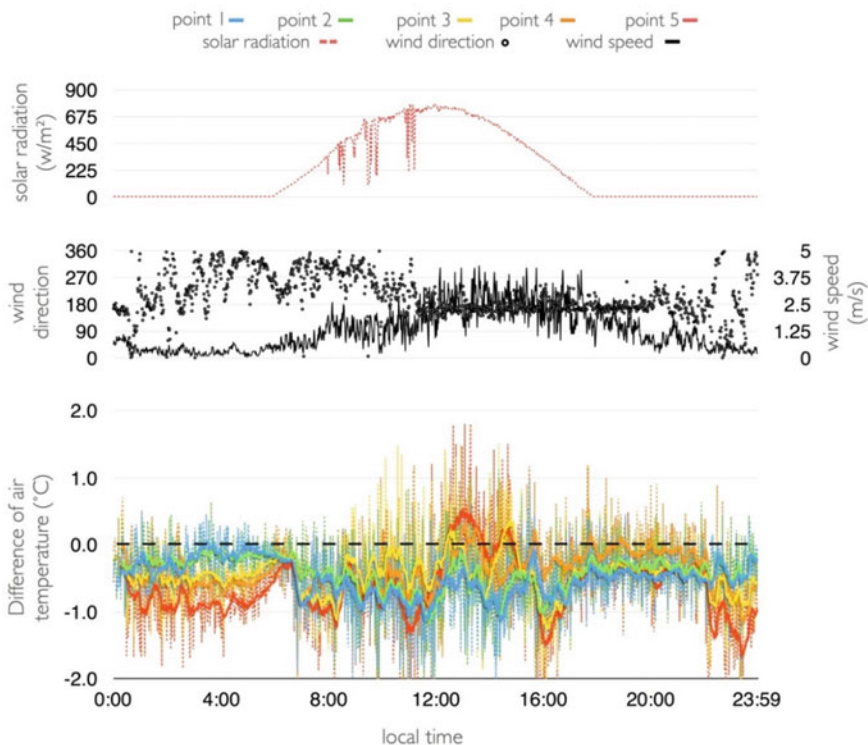 point 1 point 2 point 3 point 4 point 5
solar radiation wind direction wind speed
solar radiation
(w/m²)
900
675
450
225
0
wind
direction
360
270
180
90
0
5
3.75
2.5
1.25
0
wind speed
(m/s)
Difference of air
temperature (˚C)
2.0
1.0
0.0
-1.0
-2.0
0:00 4:00 8:00 12:00 16:00 20:00 23:59
local time